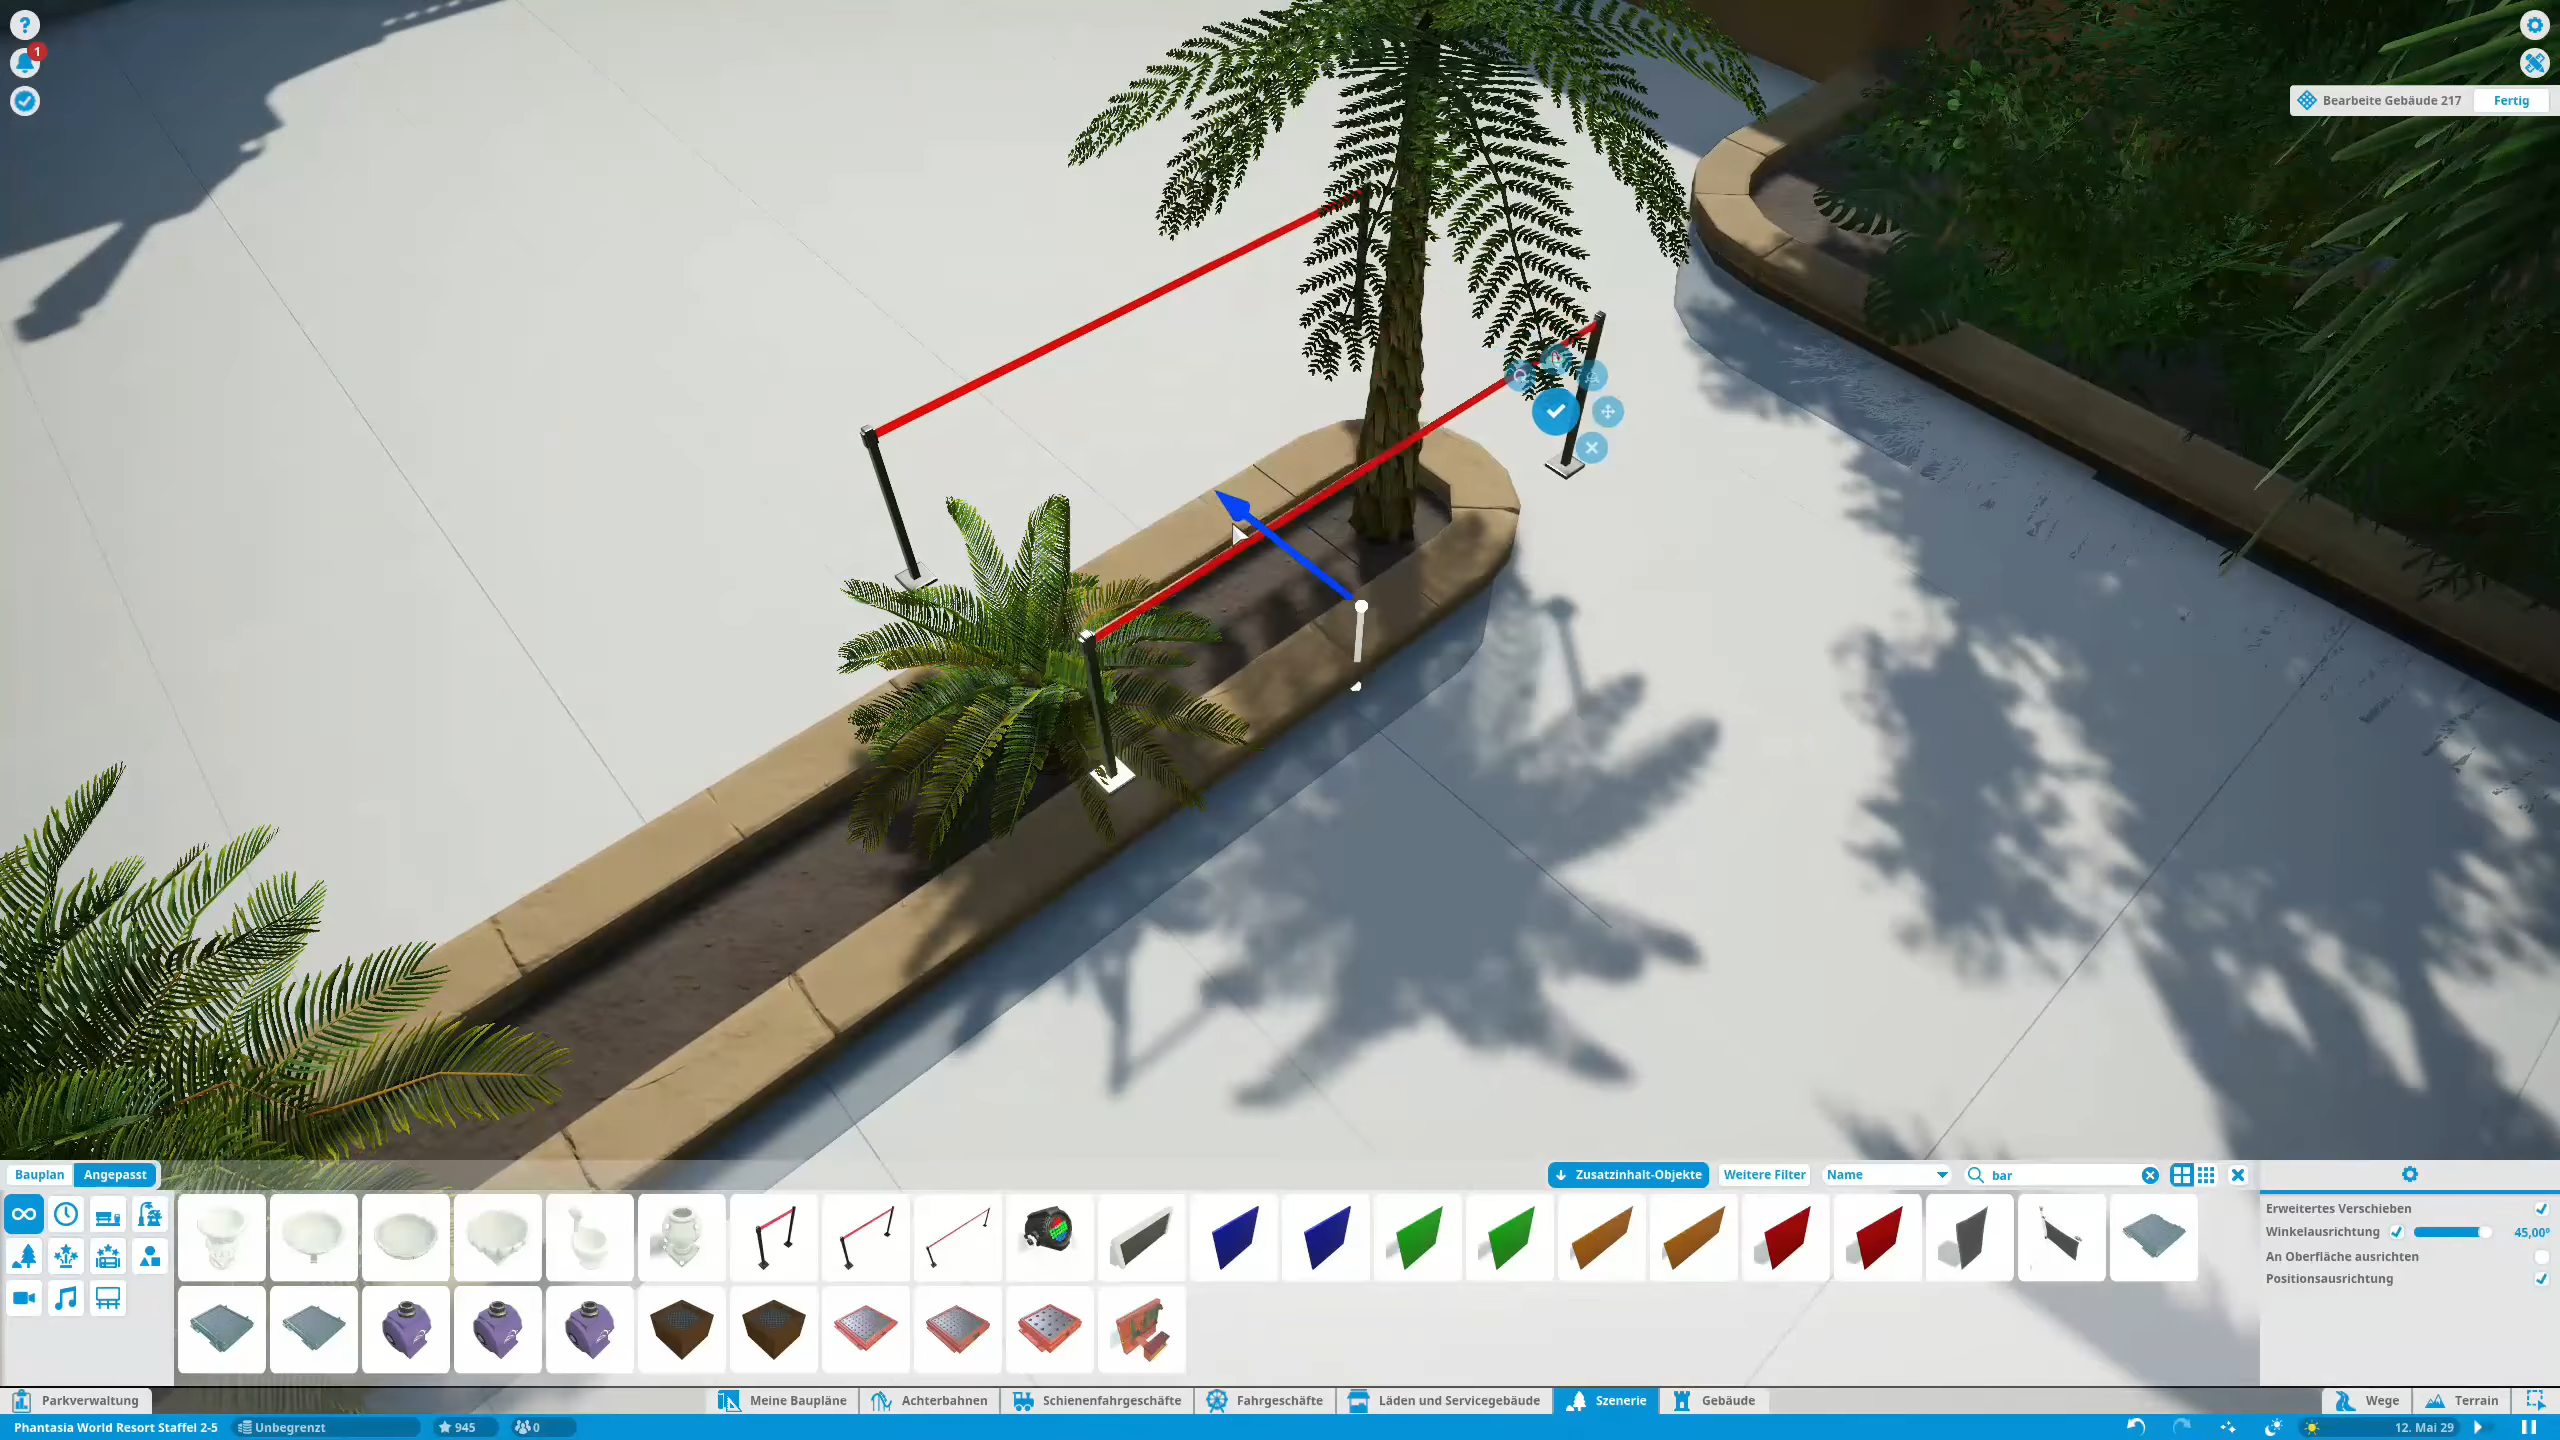 ?
1
Bearbeite Gebäude 217
Fertig
Bauplan
Angepasst
Zusatzinhalt-Objekte
Weitere Filter
Name
bar
Erweitertes Verschieben
Winkelausrichtung
45,00°
An Oberfläche ausrichten
Positionsausrichtung
Parkverwaltung
Meine Baupläne
Achterbahnen
Schienenfahrgeschäfte
Fahrgeschäfte
Läden und Servicegebäude
Szenerie
Gebäude
Wege
Terrain
Phantasia World Resort Staffel 2-5
Unbegrenzt
945
0
12. Mai 29